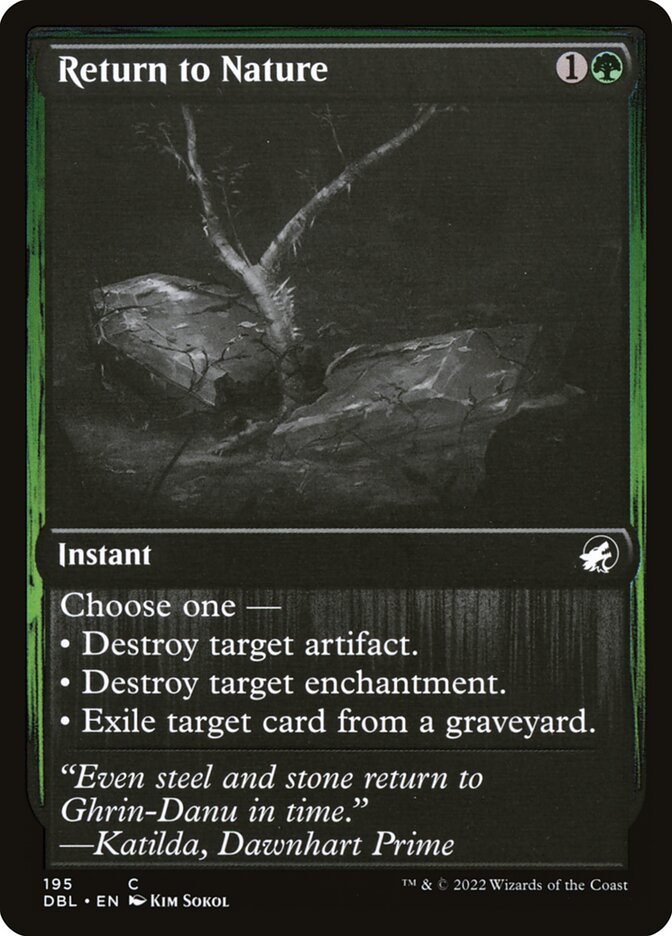 Return to Nature 1
Instant
Choose one —
• Destroy target artifact.
• Destroy target enchantment.
• Exile target card from a graveyard.
“Even steel and stone return to
Ghrin-Danu in time.”
—Katilda, Dawnhart Prime
195 C
DBL • EN Kim Sokol
™ & © 2022 Wizards of the Coast